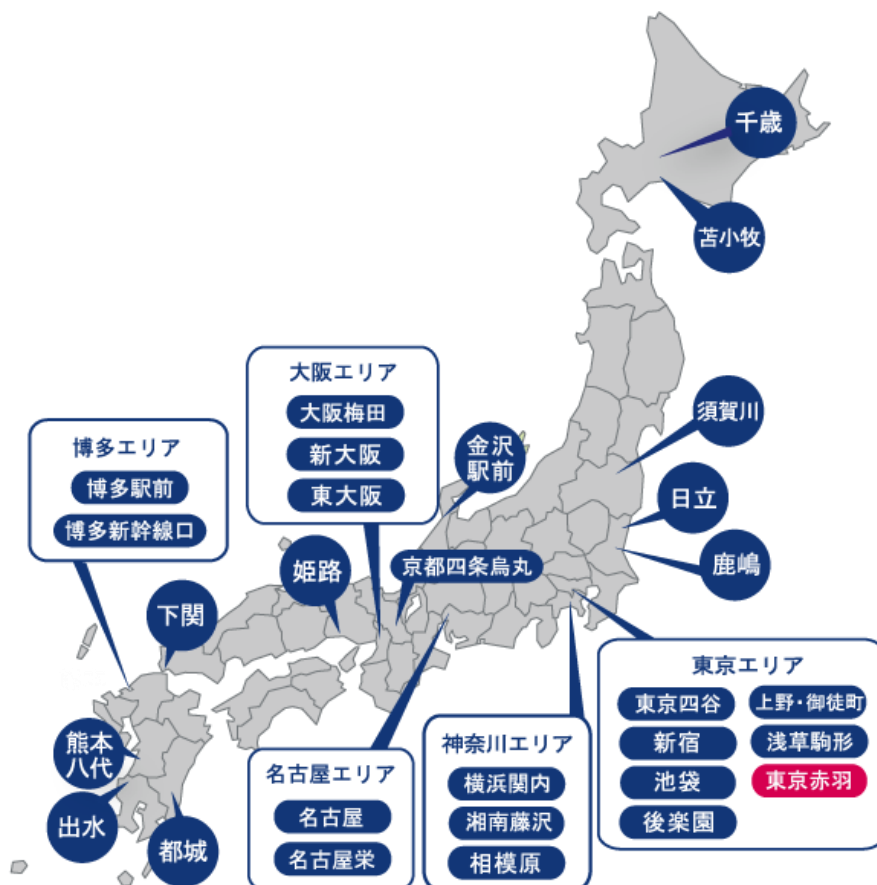 千歳
苫小牧
大阪エリア
大阪梅田
新大阪
東大阪
須賀川
博多エリア
博多駅前
博多新幹線口
金沢
駅前
日立
鹿嶋
姫路
京都四条烏丸
下関
東京エリア
東京四谷
上野・御徒町
新宿
浅草駒形
池袋
東京赤羽
後楽園
熊本
八代
出水
都城
名古屋エリア
名古屋
名古屋栄
神奈川エリア
横浜関内
湘南藤沢
相模原